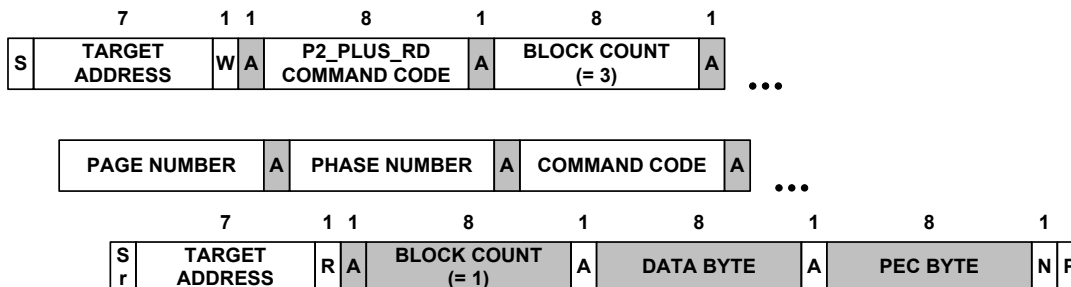 7 1 1 8 1 8 1
S TARGET ADDRESS W A P2_PLUS_RD COMMAND CODE A BLOCK COUNT (= 3) A ...
PAGE NUMBER A PHASE NUMBER A COMMAND CODE A ...
7 1 1 8 1 8 1 8 1
Sr TARGET ADDRESS R A BLOCK COUNT (= 1) A DATA BYTE A PEC BYTE N P